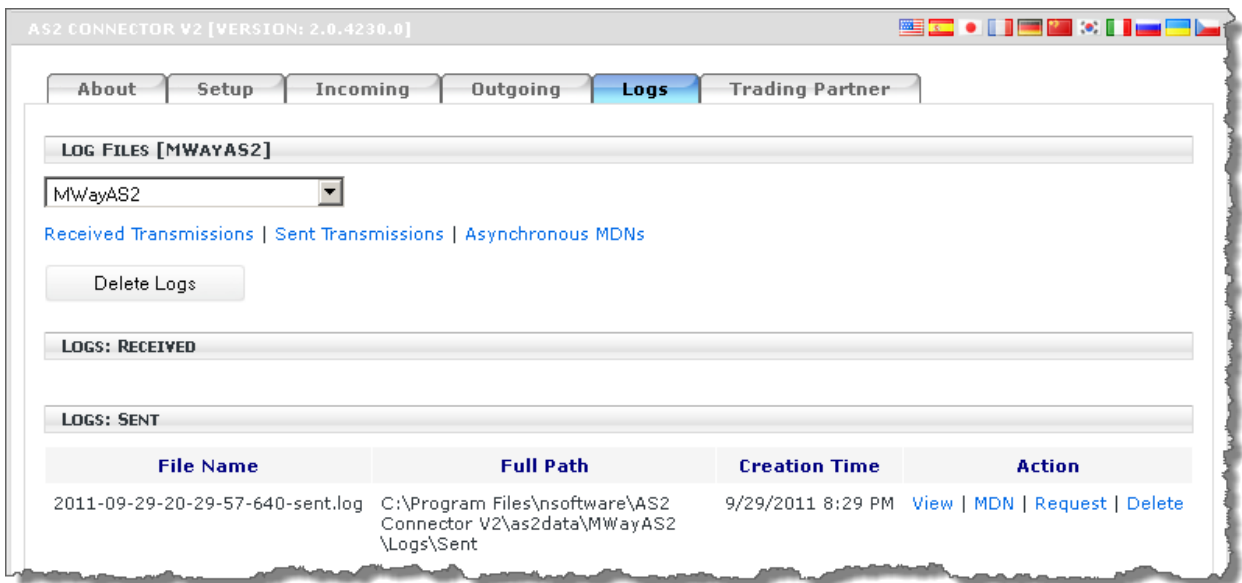 AS2 CONNECTOR V2 [VERSION: 2.0.4230.0]
About Setup Incoming Outgoing Logs Trading Partner
LOG FILES [MWAYAS2]
MWayAS2
Received Transmissions | Sent Transmissions | Asynchronous MDNs
Delete Logs
LOGS: RECEIVED
LOGS: SENT
File Name Full Path Creation Time Action
2011-09-29-20-29-57-640-sent.log C:\Program Files\nsoftware\AS2 9/29/2011 8:29 PM View | MDN | Request | Delete
Connector V2\as2data\MWayAS2
\Logs\Sent